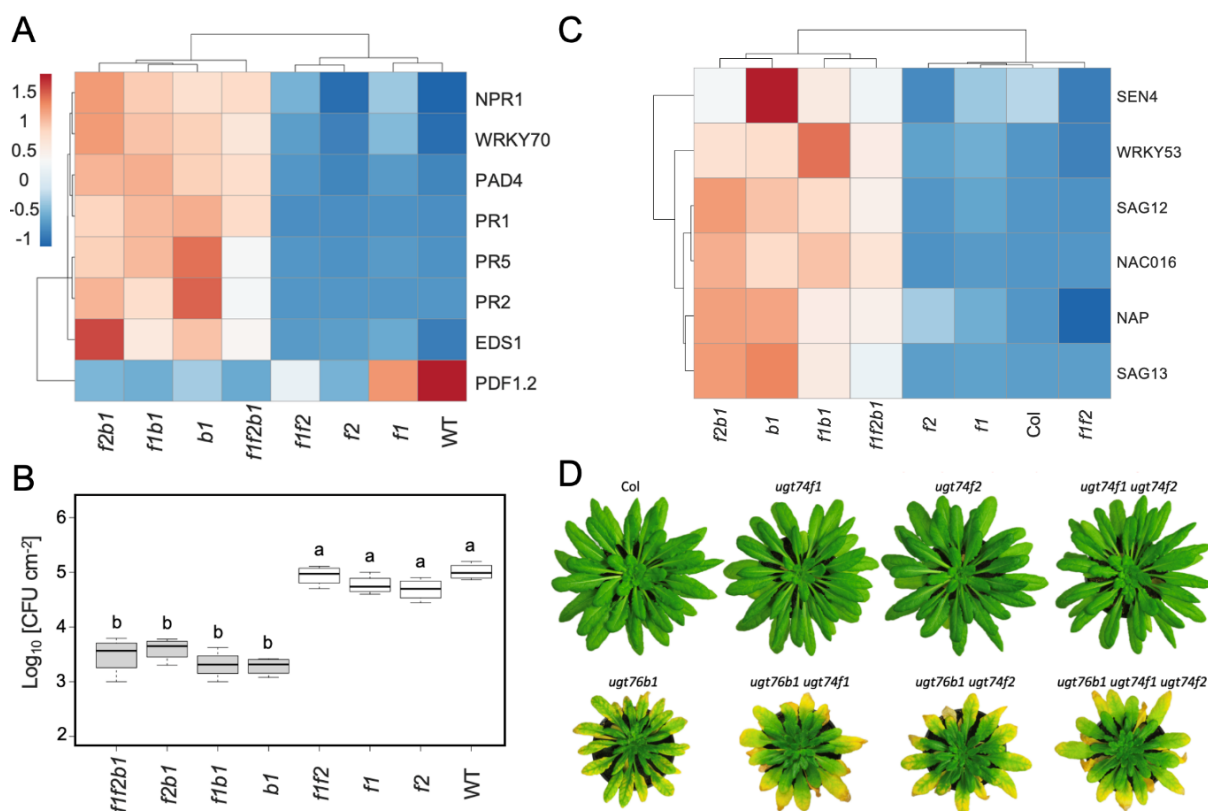 A
1.5
0.5
0
-0.5
-1
NPR1
WRKY70
PAD4
PR1
PR5
PR2
EDS1
PDF1.2
f2b1 f1b1 b1 f1f2b1 f1f2 f2 f1 WT
B
Log10 [CFU cm-2]
6
5
4
3
2
b b b b a a a a
f1f2b1 f2b1 f1b1 b1 f1f2 f1 f2 WT
C
SEN4
WRKY53
SAG12
NAC016
NAP
SAG13
f2b1 b1 f1b1 f1f2b1 f2 f1 Col f1f2
D
Col ugt74f1 ugt74f2 ugt74f1 ugt74f2
ugt76b1 ugt76b1 ugt74f1 ugt76b1 ugt74f2 ugt76b1 ugt74f1 ugt74f2